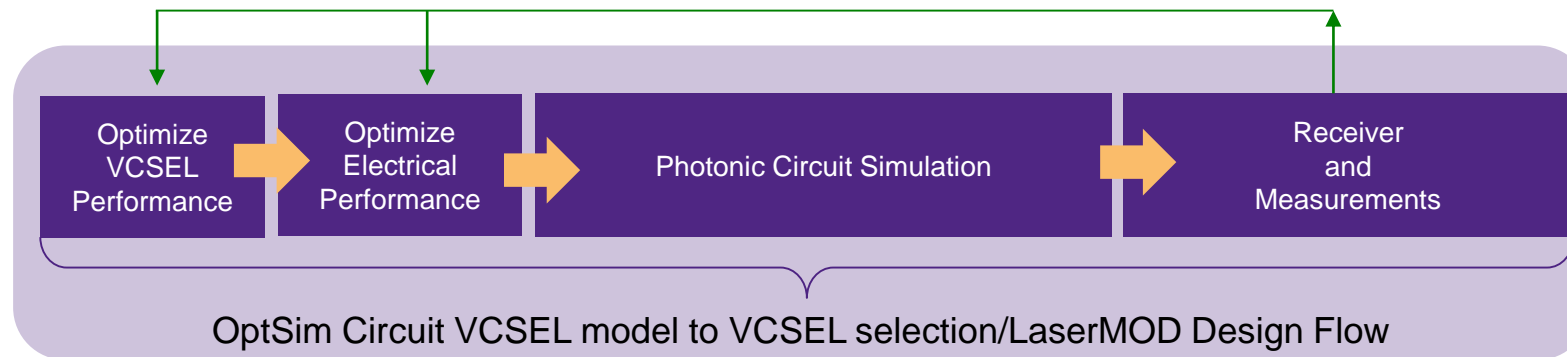 Optimize
VCSEL
Performance
Optimize
Electrical
Performance
Photonic Circuit Simulation
Receiver
and
Measurements
OptSim Circuit VCSEL model to VCSEL selection/LaserMOD Design Flow